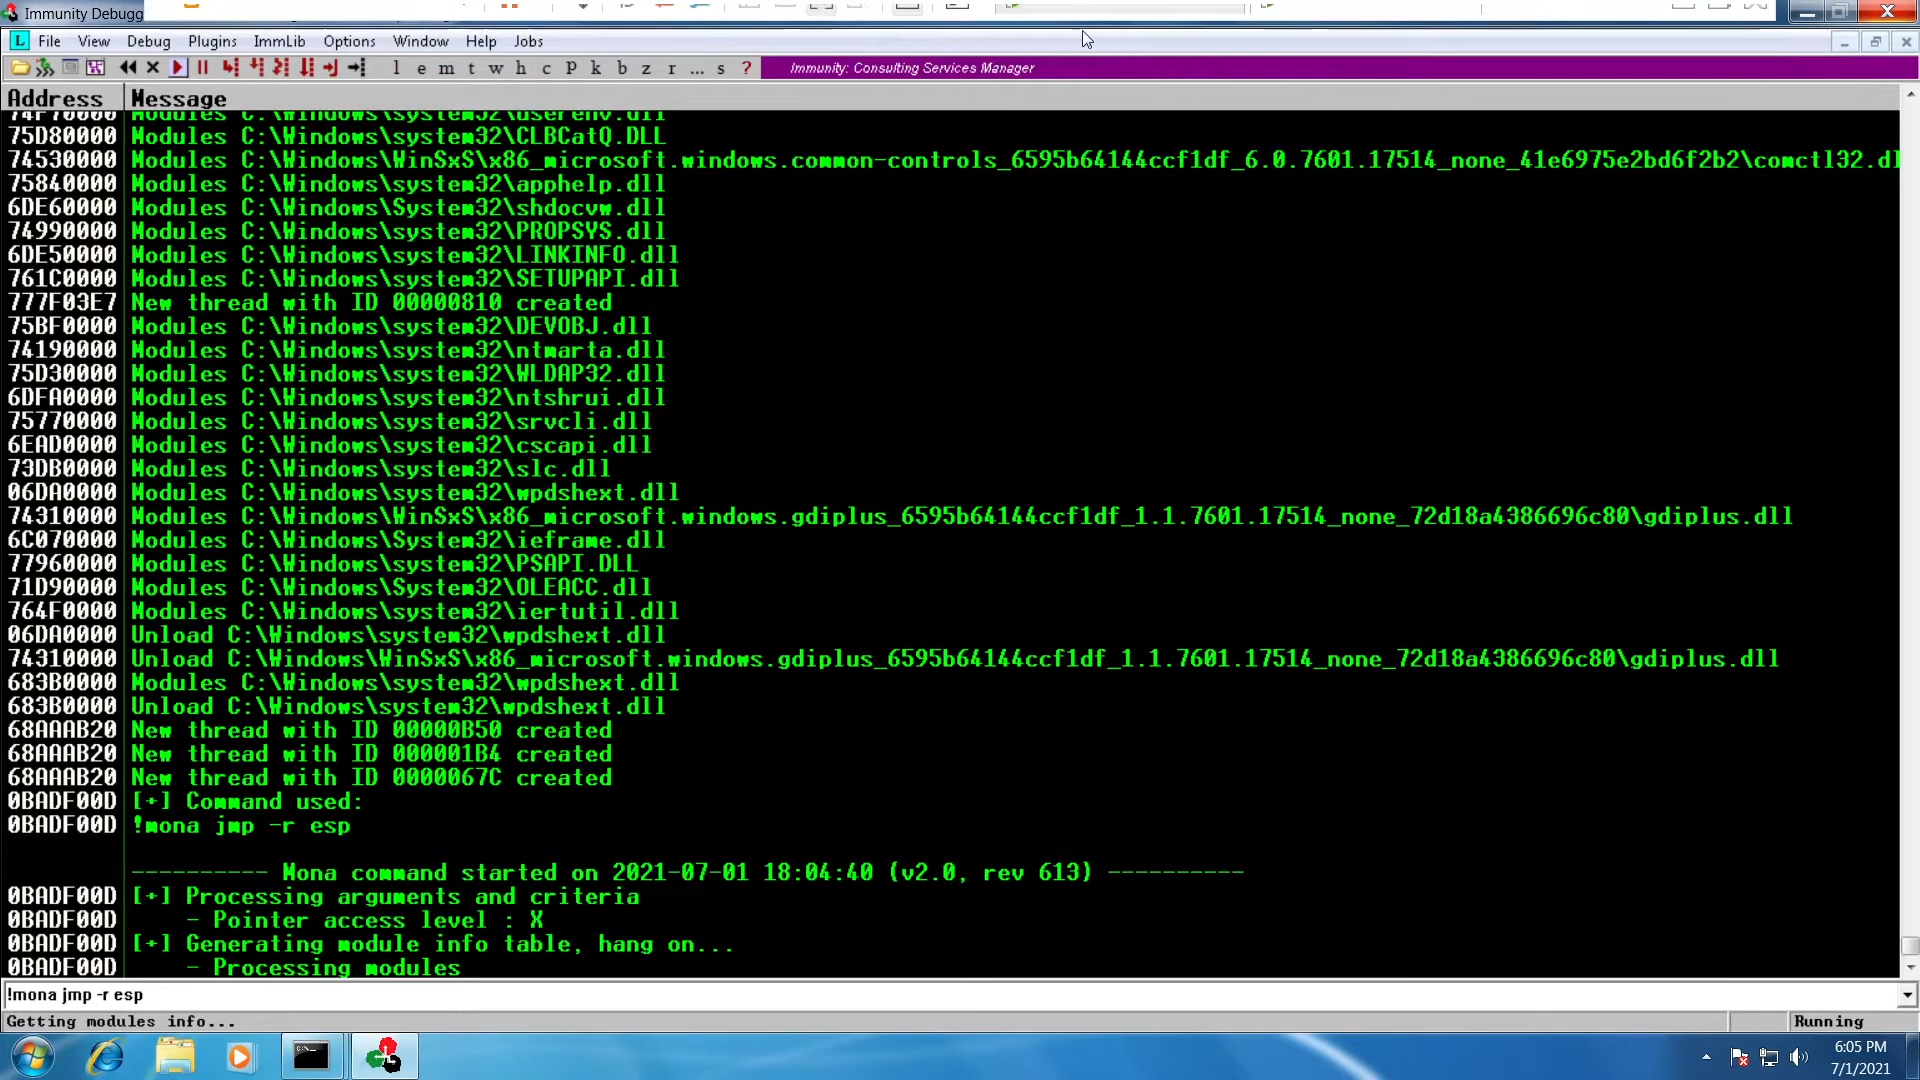 Immunity Debugg
File View Debug Plugins ImmLib Options Window Help Jobs
l e m t w h c P k b z r ... s ? Immunity: Consulting Services Manager
Address Message
74F70000 Modules C:\Windows\system32\userenv.dll
75D80000 Modules C:\Windows\system32\CLBCatQ.DLL
74530000 Modules C:\Windows\WinSxS\x86_microsoft.windows.common-controls_6595b64144ccf1df_6.0.7601.17514_none_41e6975e2bd6f2b2\comctl32.dl
75840000 Modules C:\Windows\system32\apphelp.dll
6DE60000 Modules C:\Windows\System32\shdocvw.dll
74990000 Modules C:\Windows\system32\PROPSYS.dll
6DE50000 Modules C:\Windows\system32\LINKINFO.dll
761C0000 Modules C:\Windows\system32\SETUPAPI.dll
777F03E7 New thread with ID 00000810 created
75BF0000 Modules C:\Windows\system32\DEVOBJ.dll
74190000 Modules C:\Windows\system32\ntmarta.dll
75D30000 Modules C:\Windows\system32\WLDAP32.dll
6DFA0000 Modules C:\Windows\system32\ntshrui.dll
75770000 Modules C:\Windows\system32\srvcli.dll
6EAD0000 Modules C:\Windows\system32\cscapi.dll
73DB0000 Modules C:\Windows\system32\slc.dll
06DA0000 Modules C:\Windows\system32\wpdshext.dll
74310000 Modules C:\Windows\WinSxS\x86_microsoft.windows.gdiplus_6595b64144ccf1df_1.1.7601.17514_none_72d18a4386696c80\gdiplus.dll
6C070000 Modules C:\Windows\System32\ieframe.dll
77960000 Modules C:\Windows\system32\PSAPI.DLL
71D90000 Modules C:\Windows\System32\OLEACC.dll
764F0000 Modules C:\Windows\system32\iertutil.dll
06DA0000 Unload C:\Windows\system32\wpdshext.dll
74310000 Unload C:\Windows\WinSxS\x86_microsoft.windows.gdiplus_6595b64144ccf1df_1.1.7601.17514_none_72d18a4386696c80\gdiplus.dll
683B0000 Modules C:\Windows\system32\wpdshext.dll
683B0000 Unload C:\Windows\system32\wpdshext.dll
68AAAB20 New thread with ID 00000B50 created
68AAAB20 New thread with ID 000001B4 created
68AAAB20 New thread with ID 0000067C created
0BADF00D [+] Command used:
0BADF00D !mona jmp -r esp
---------- Mona command started on 2021-07-01 18:04:40 (v2.0, rev 613) ----------
0BADF00D [+] Processing arguments and criteria
0BADF00D - Pointer access level : X
0BADF00D [+] Generating module info table, hang on...
0BADF00D - Processing modules
!mona jmp -r esp
Getting modules info... Running
6:05 PM
7/1/2021